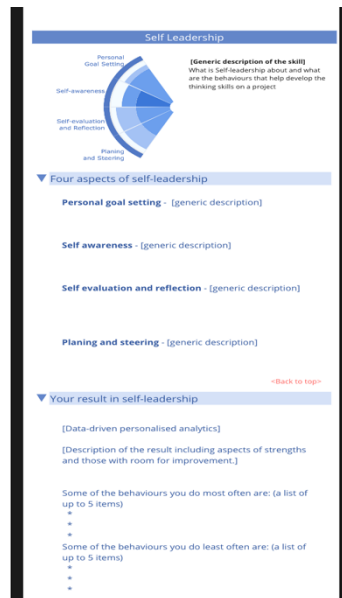 Self Leadership
Personal
Goal Setting
Self-awareness
Self-evaluation
and Reflection
Planing
and Steering
[Generic description of the skill]
What is Self-leadership about and what
are the behaviours that help develop the
thinking skills on a project
Four aspects of self-leadership
Personal goal setting - [generic description]
Self awareness - [generic description]
Self evaluation and reflection - [generic description]
Planing and steering - [generic description]
<Back to top>
Your result in self-leadership
[Data-driven personalised analytics]
[Description of the result including aspects of strengths
and those with room for improvement.]
Some of the behaviours you do most often are: (a list of
up to 5 items)
*
*
*
Some of the behaviours you do least often are: (a list of
up to 5 items)
*
*
*